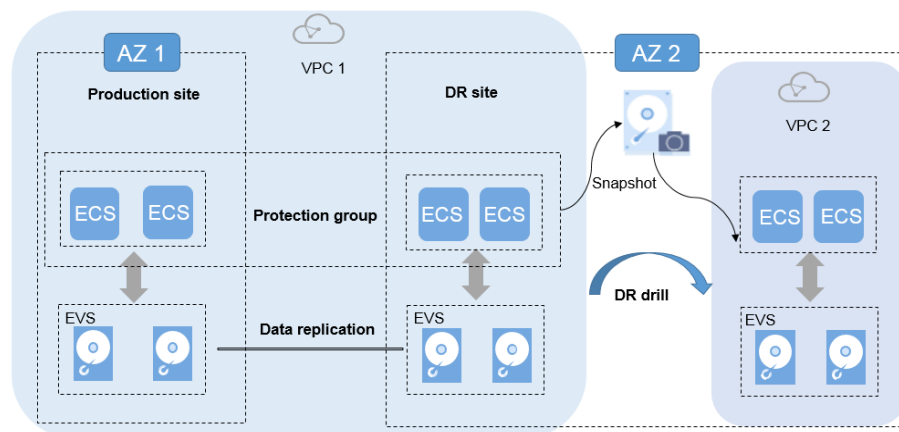 AZ 1
VPC 1
AZ 2
Production site
DR site
VPC 2
Snapshot
ECS
ECS
Protection group
ECS
ECS
ECS
ECS
DR drill
EVS
Data replication
EVS
EVS